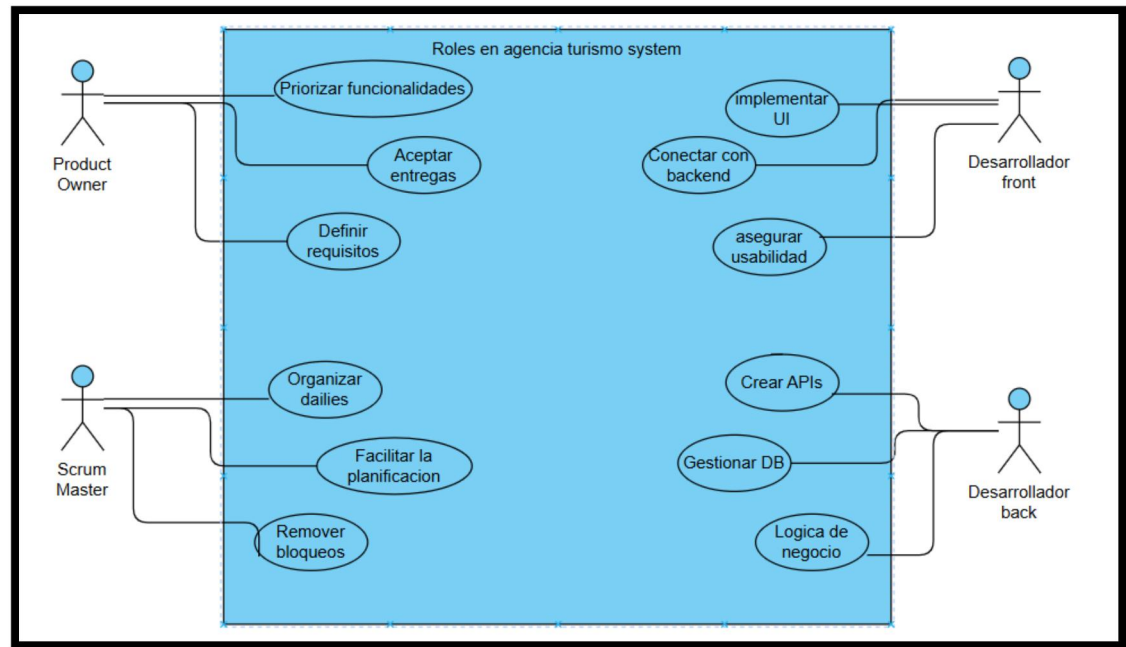 Roles en agencia turismo system
Priorizar funcionalidades
Aceptar
entregas
Definir
requisitos
Product
Owner
implementar
UI
Conectar con
backend
asegurar
usabilidad
Desarrollador
front
Organizar
dailies
Facilitar la
planificacion
Remover
bloqueos
Scrum
Master
Crear APIs
Gestionar DB
Logica de
negocio
Desarrollador
back